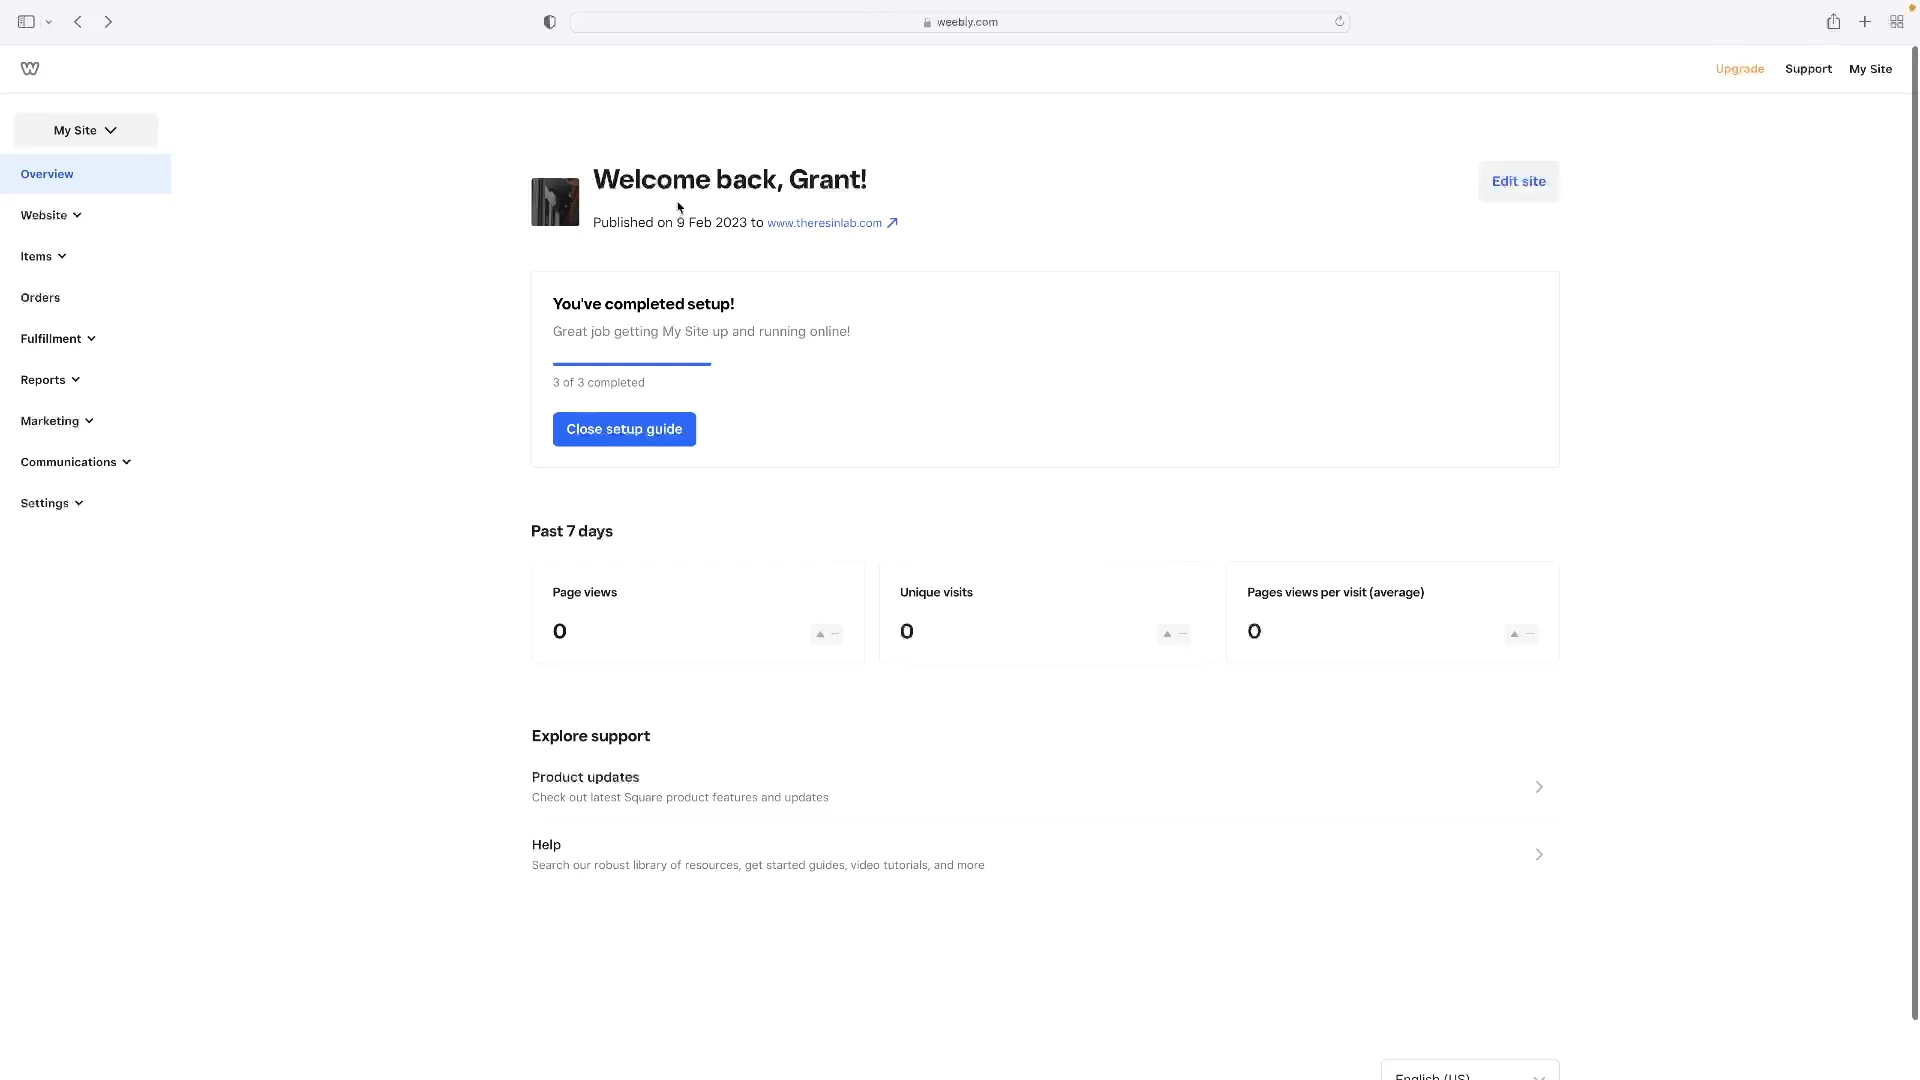 weebly.com
Upgrade
Support
My Site
My Site
Overview
Website
Items
Orders
Fulfillment
Reports
Marketing
Communications
Settings
Welcome back, Grant!
Published on 9 Feb 2023 to www.theresinlab.com
Edit site
You've completed setup!
Great job getting My Site up and running online!
3 of 3 completed
Close setup guide
Past 7 days
Page views
0
Unique visits
0
Pages views per visit (average)
0
Explore support
Product updates
Check out latest Square product features and updates
Help
Search our robust library of resources, get started guides, video tutorials, and more
English (US)